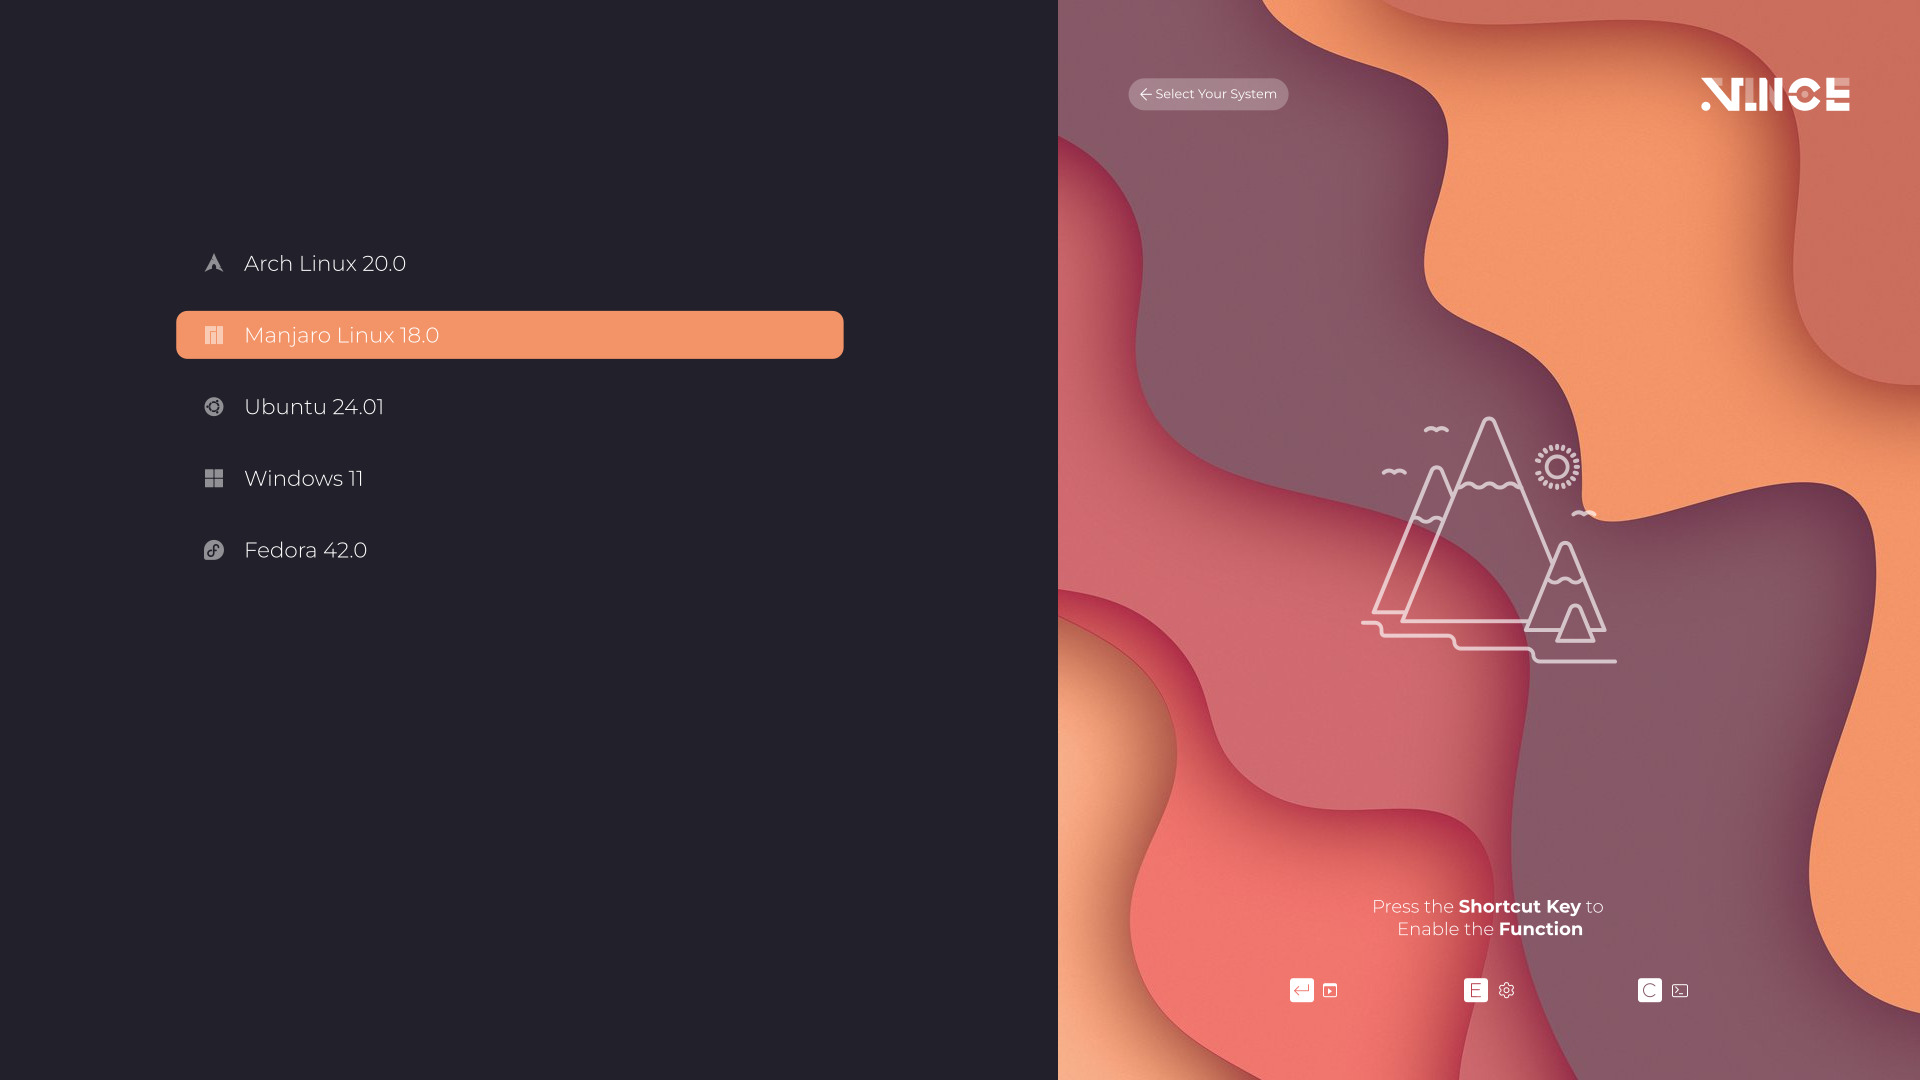 Arch Linux 20.0
Manjaro Linux 18.0
Ubuntu 24.01
Windows 11
Fedora 42.0
← Select Your System
VINCE
Press the Shortcut Key to
Enable the Function
E
C